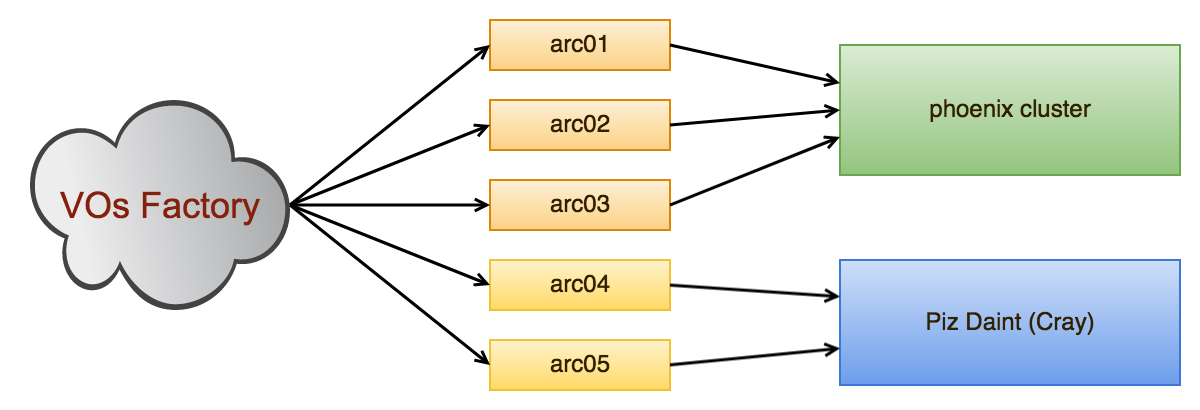 VOs Factory
arc01
arc02
arc03
arc04
arc05
phoenix cluster
Piz Daint (Cray)